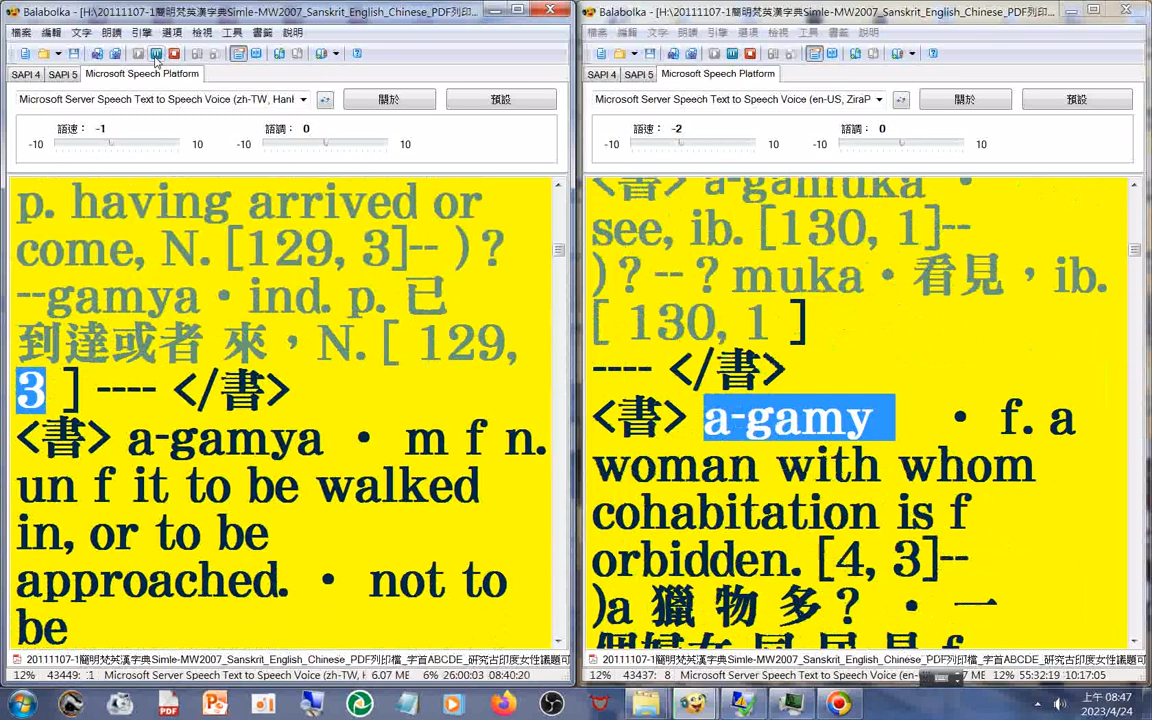 Balabolka - [H:\20111107-1簡明梵英漢字典Simle-MW2007_Sanskrit_English_Chinese_PDF列印...
檔案 編輯 文字 朗讀 引擎 選項 檢視 工具 書籤 說明
SAPI 4 SAPI 5 Microsoft Speech Platform
Microsoft Server Speech Text to Speech Voice (zh-TW, Hanl
關於 預設
語速： -1 語調： 0
-10 10 -10 10
p. having arrived or
come, N. [129, 3]-- )？
--gamya・ind. p. 已
到達或者 來，N. [ 129,
3 ] ---- </書>
<書> a-gamya ・ m f n.
un f it to be walked
in, or to be
approached. ・ not to
be
20111107-1簡明梵英漢字典Simle-MW2007_Sanskrit_English_Chinese_PDF列印檔_字首ABCDE_研究古印度女性議題可
12% 43449: :1 Microsoft Server Speech Text to Speech Voice (zh-TW, H 6.07 ME 6% 26:00:03 08:40:20
Balabolka - [H:\20111107-1簡明梵英漢字典Simle-MW2007_Sanskrit_English_Chinese_PDF列印...
檔案 編輯 文字 朗讀 引擎 選項 檢視 工具 書籤 說明
SAPI 4 SAPI 5 Microsoft Speech Platform
Microsoft Server Speech Text to Speech Voice (en-US, ZiraP
關於 預設
語速： -2 語調： 0
-10 10 -10 10
<書> a-gamuka ・
see, ib. [130, 1]--
)？--？muka・看見，ib.
[ 130, 1 ]
---- </書>
<書> a-gamy ・ f. a
woman with whom
cohabitation is f
orbidden. [4, 3]--
)a 獵 物 多？ ・ 一
20111107-1簡明梵英漢字典Simle-MW2007_Sanskrit_English_Chinese_PDF列印檔_字首ABCDE_研究古印度女性議題可
12% 43437: 8 Microsoft Server Speech Text to Speech Voice 12% 55:32:19 10:17:05
上午 08:47
2023/4/24